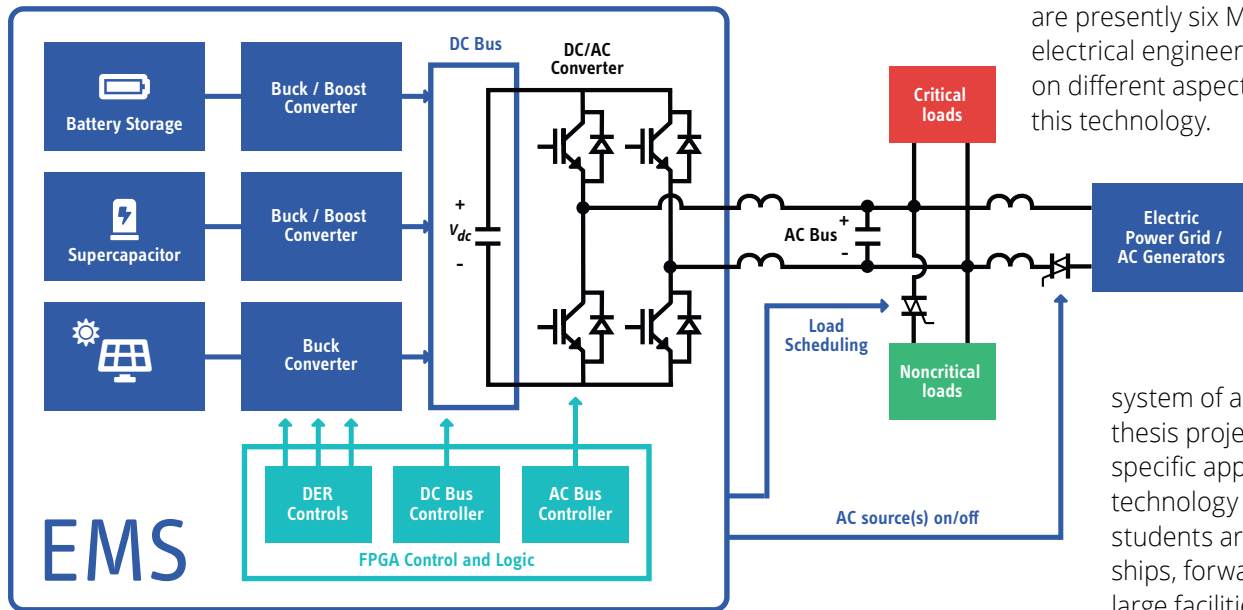 are presently six M
electrical engineer
on different aspect
this technology.
DC Bus
DC/AC
Converter
Battery Storage
Buck / Boost
Converter
Critical
loads
Supercapacitor
Buck / Boost
Converter
+
Vdc
-
AC Bus
+
-
Electric
Power Grid /
AC Generators
Buck
Converter
Load
Scheduling
Noncritical
loads
DER
Controls
DC Bus
Controller
AC Bus
Controller
FPGA Control and Logic
EMS
AC source(s) on/off
system of a
thesis proje
specific app
technology
students ar
ships, forwa
large facilitie